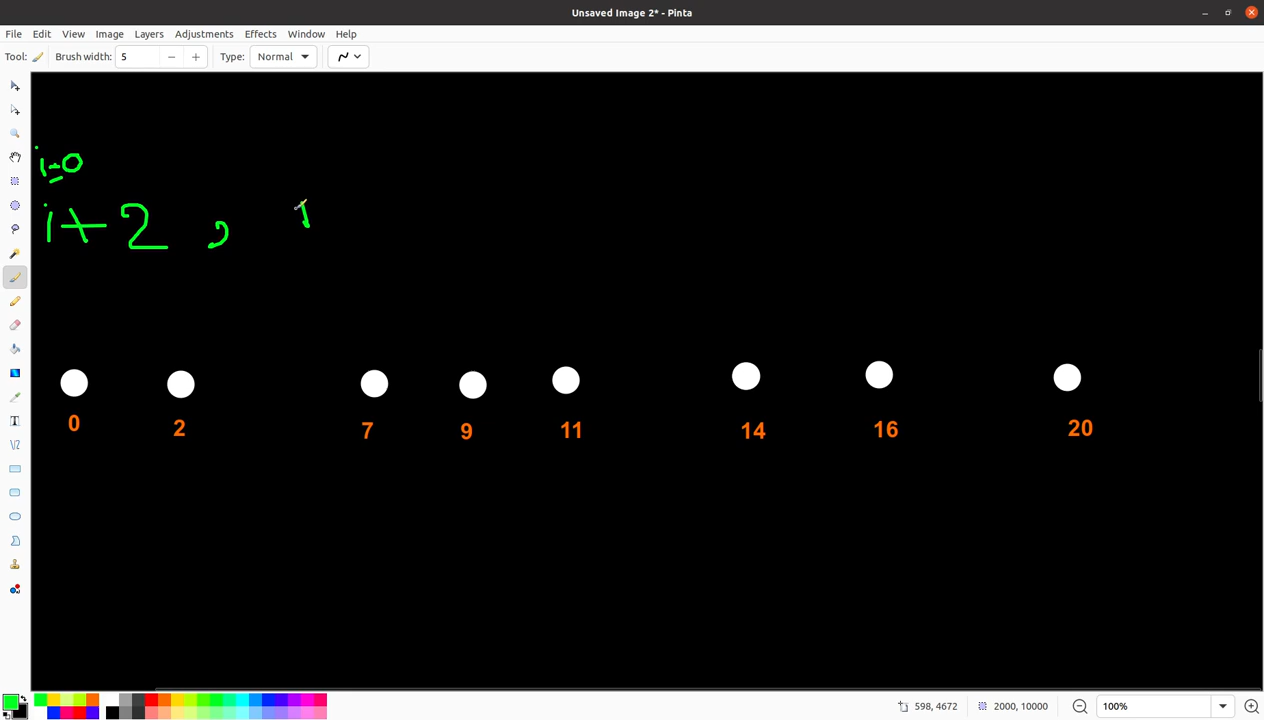 Unsaved Image 2* - Pinta
File Edit View Image Layers Adjustments Effects Window Help
Tool: Brush width: 5 − + Type: Normal
i=0
i+2 ,
0 2 7 9 11 14 16 20
598, 4672 2000, 10000 100%